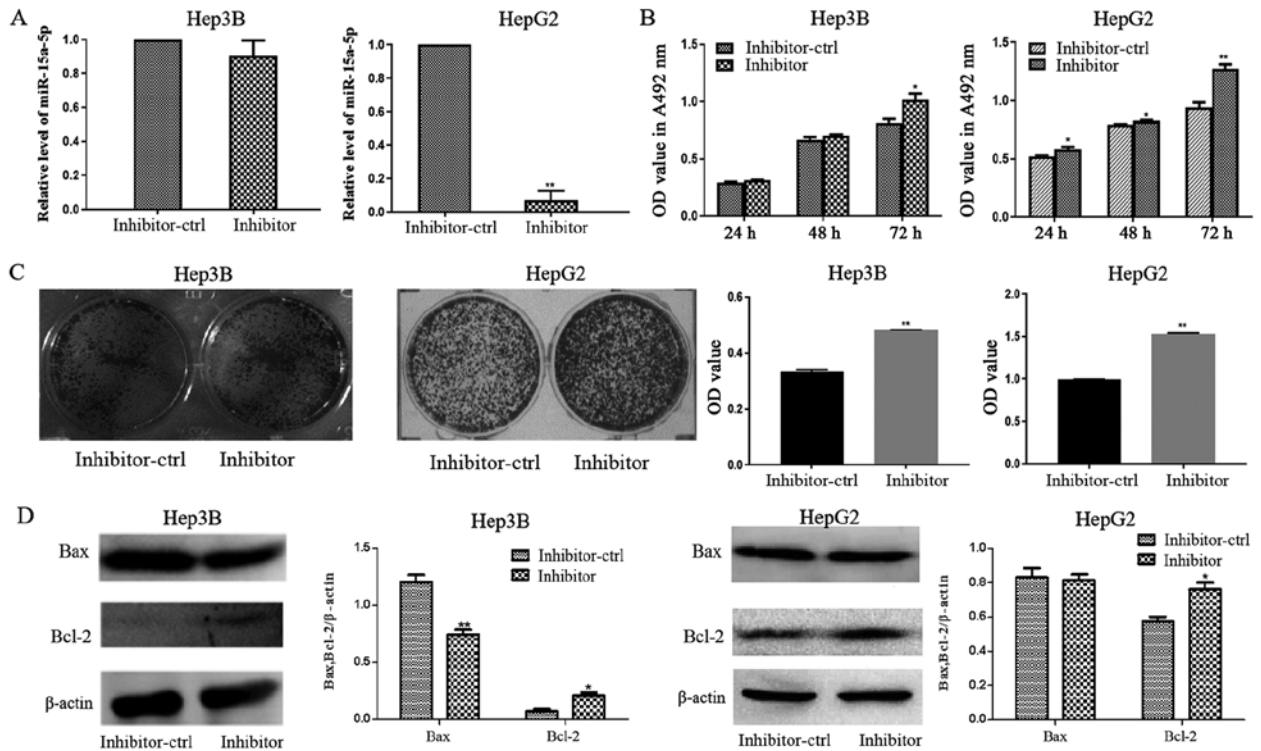 A
Hep3B
Relative level of miR-15a-5p
1.0
0.8
0.6
0.4
0.2
0.0
Inhibitor-ctrl
Inhibitor
HepG2
Relative level of miR-15a-5p
1.0
0.8
0.6
0.4
0.2
0.0
**
Inhibitor-ctrl
Inhibitor
B
Hep3B
OD value in A492 nm
1.5
1.0
0.5
0.0
Inhibitor-ctrl
Inhibitor
*
24 h
48 h
72 h
HepG2
OD value in A492 nm
1.5
1.0
0.5
0.0
Inhibitor-ctrl
Inhibitor
*
*
**
24 h
48 h
72 h
C
Hep3B
Inhibitor-ctrl
Inhibitor
HepG2
Inhibitor-ctrl
Inhibitor
Hep3B
OD value
0.6
0.4
0.2
0.0
**
Inhibitor-ctrl
Inhibitor
HepG2
OD value
2.0
1.5
1.0
0.5
0.0
**
Inhibitor-ctrl
Inhibitor
D
Hep3B
Bax
Bcl-2
β-actin
Inhibitor-ctrl
Inhibitor
Hep3B
Bax,Bcl-2/β-actin
1.5
1.0
0.5
0.0
Inhibitor-ctrl
Inhibitor
**
*
Bax
Bcl-2
HepG2
Bax
Bcl-2
β-actin
Inhibitor-ctrl
Inhibitor
HepG2
Bax,Bcl-2/β-actin
0.8
0.6
0.4
0.2
0.0
Inhibitor-ctrl
Inhibitor
*
Bax
Bcl-2